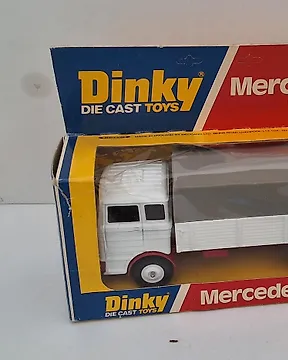 Dinky®
DIE CAST TOYS
Merc
Dinky®
DIE CAST TOYS
Mercede